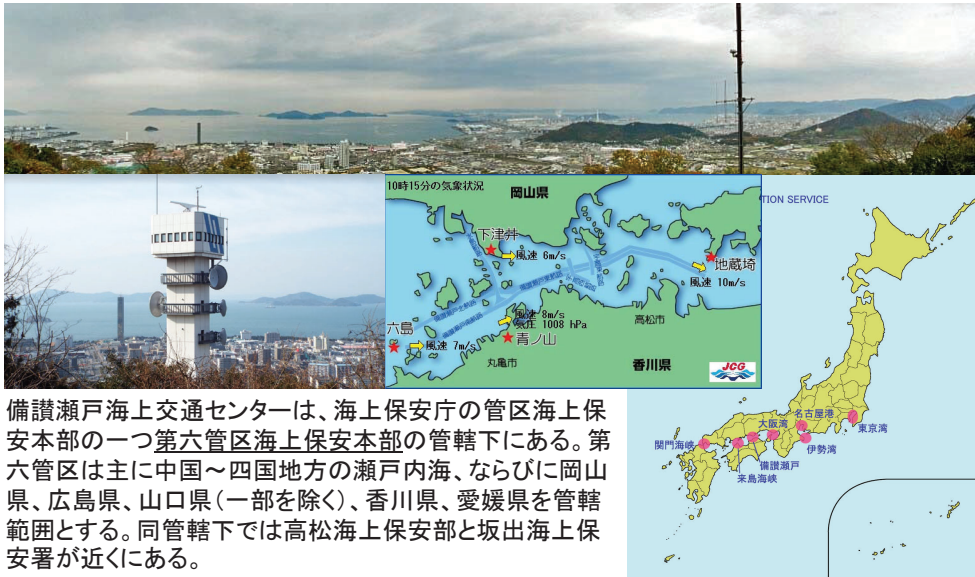 10時15分の気象状況
岡山県
TION SERVICE
下津井
風速 6m/s
地蔵埼
風速 10m/s
風速 8m/s
気圧 1008 hPa
青ノ山
高松市
六島
風速 7m/s
丸亀市
香川県
JCG
名古屋港
大阪湾
東京湾
関門海峡
伊勢湾
備讃瀬戸
来島海峡
備讃瀬戸海上交通センターは、海上保安庁の管区海上保
安本部の一つ第六管区海上保安本部の管轄下にある。第
六管区は主に中国～四国地方の瀬戸内海、ならびに岡山
県、広島県、山口県（一部を除く）、香川県、愛媛県を管轄
範囲とする。同管轄下では高松海上保安部と坂出海上保
安署が近くにある。